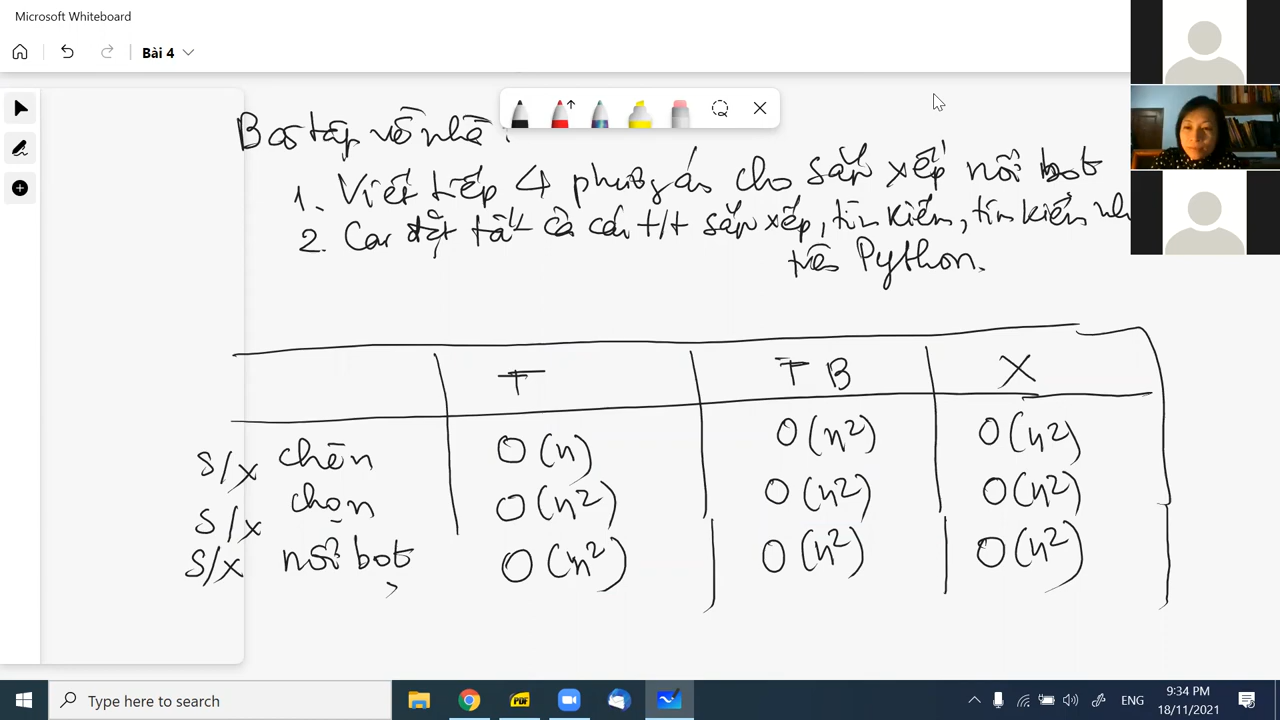 Microsoft Whiteboard
Bài 4
Bài tập về nhà:
1. Viết tiếp 4 phương án cho sắp xếp nổi bọt
2. Cài đặt tất cả các t/t sắp xếp, tìm kiếm, tìm kiếm nh
trên Python.
T TB X
S/X chèn O(n) O(n²) O(n²)
S/X chọn O(n²) O(n²) O(n²)
S/X nổi bọt O(n²) O(n²) O(n²)
Type here to search
PDF
ENG
9:34 PM
18/11/2021